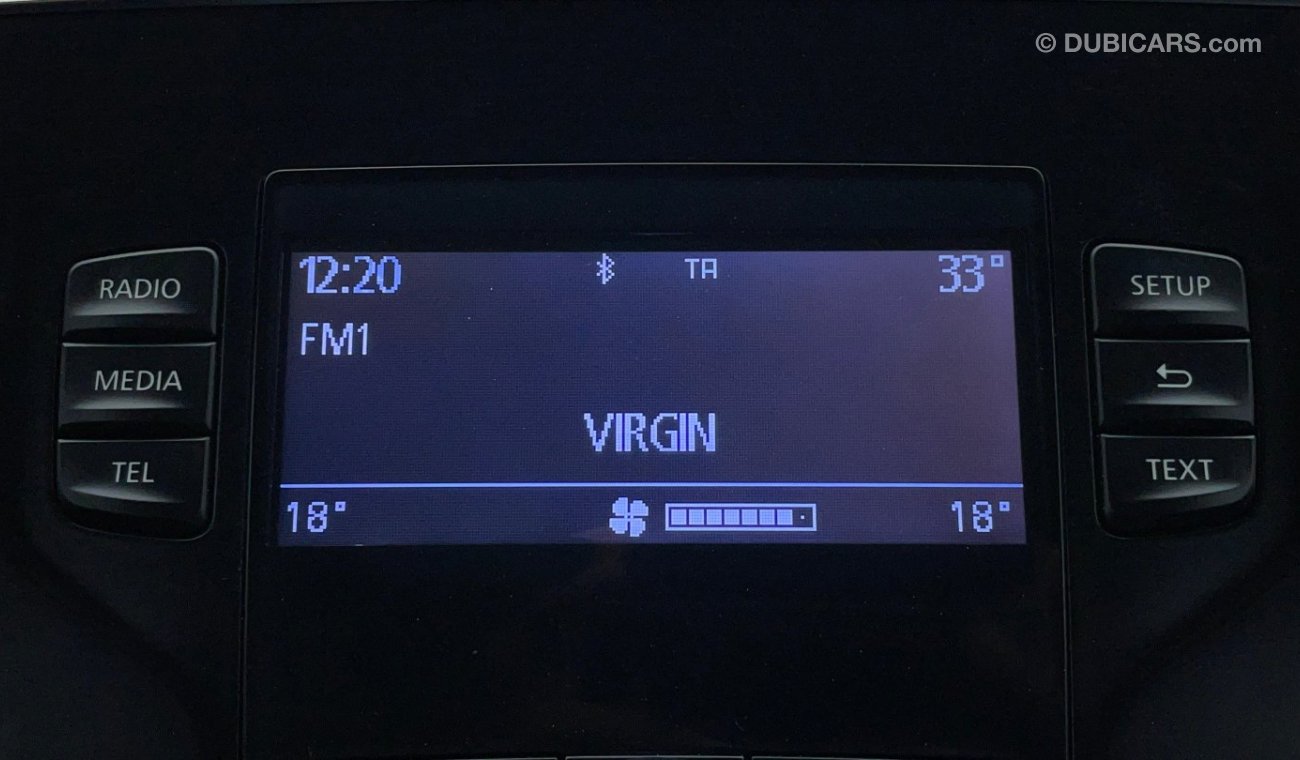 © DUBICARS.com
RADIO
MEDIA
TEL
12:20 TA 33°
FM1
VIRGIN
18° 18°
SETUP
TEXT